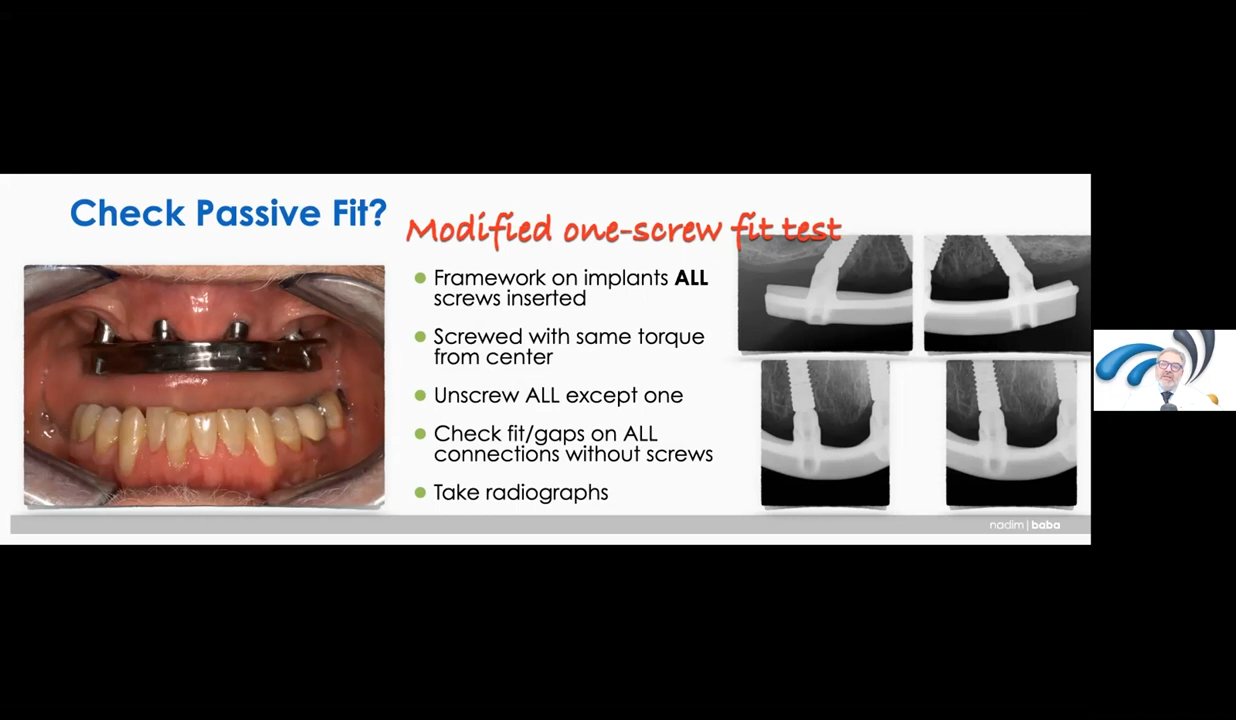 Check Passive Fit?
Modified one-screw fit test
Framework on implants ALL
screws inserted
Screwed with same torque
from center
Unscrew ALL except one
Check fit/gaps on ALL
connections without screws
Take radiographs
nadim | baba